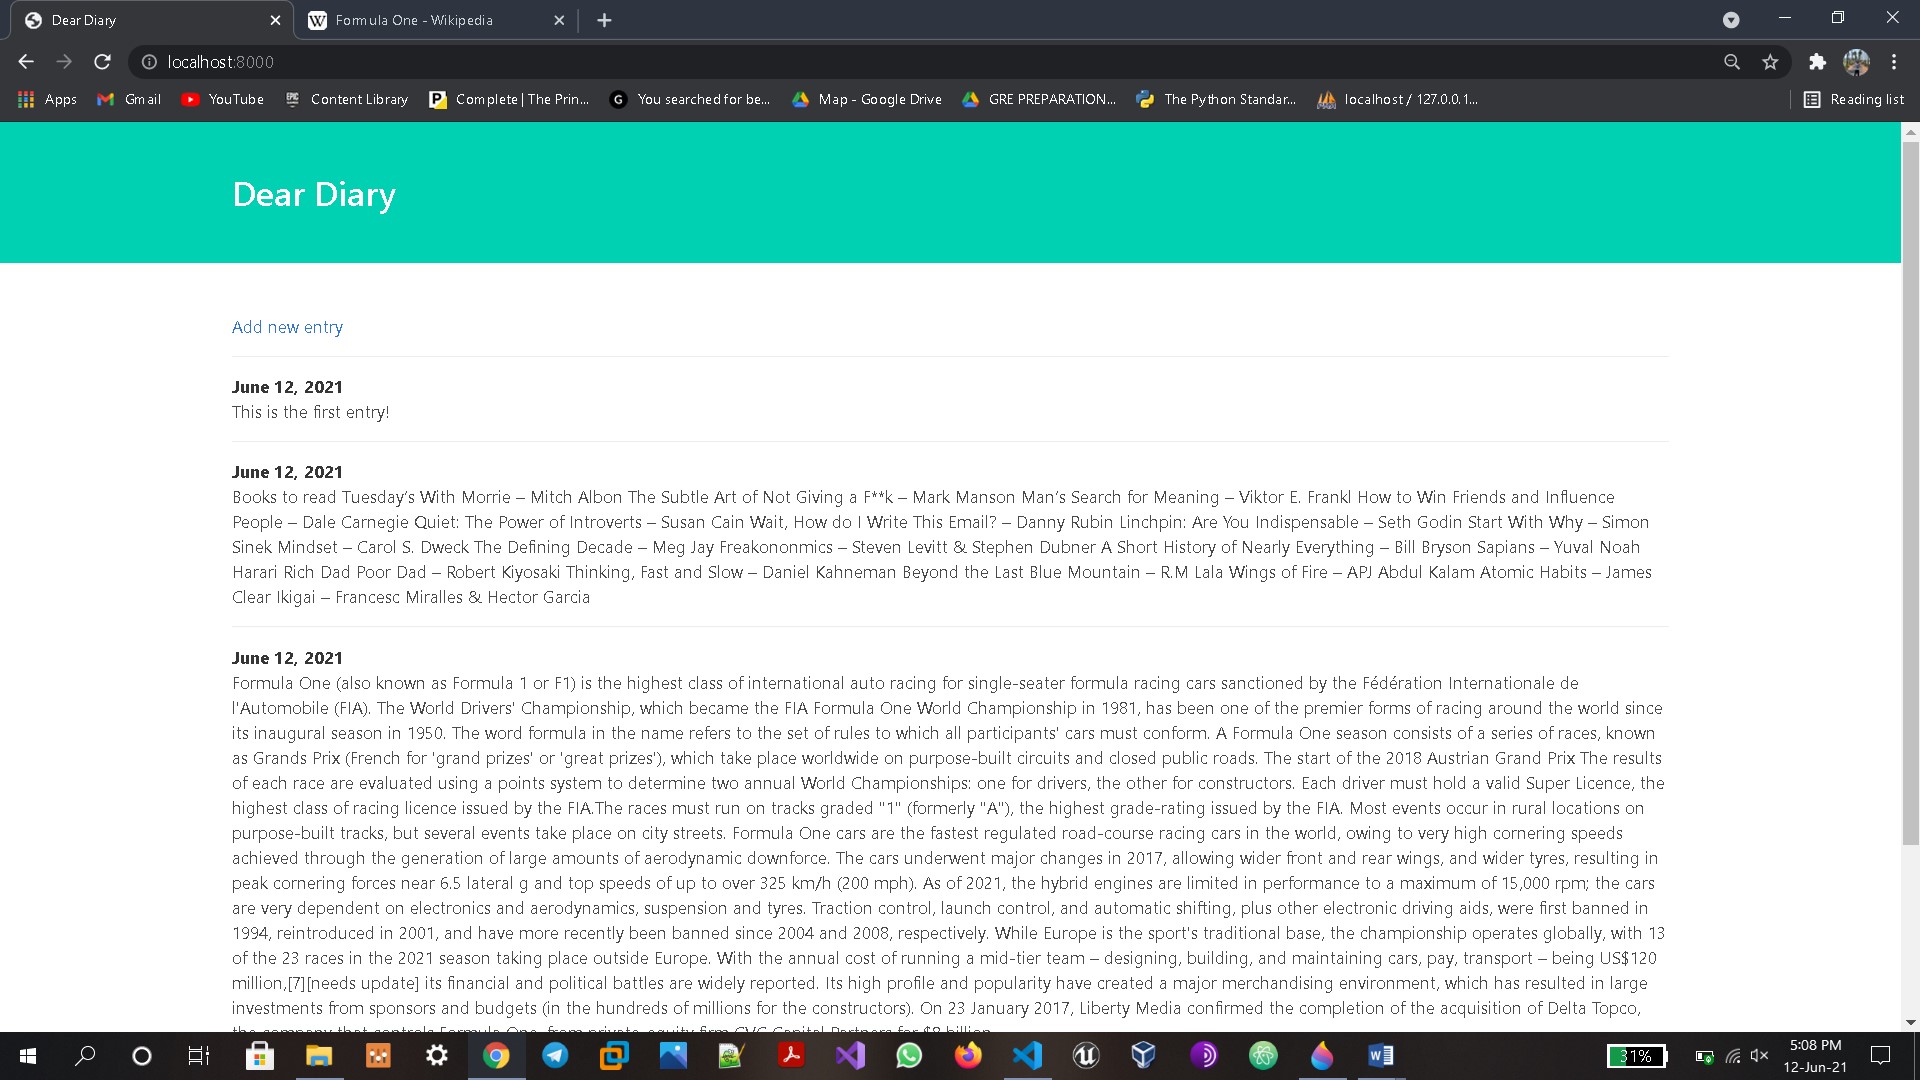 Dear Diary
Formula One - Wikipedia
localhost:8000
Apps
Gmail
YouTube
EPIC
Content Library
Complete | The Prin...
You searched for be...
Map - Google Drive
GRE PREPARATION...
The Python Standar...
localhost / 127.0.0.1...
Reading list
Dear Diary
Add new entry
June 12, 2021
This is the first entry!
June 12, 2021
Books to read Tuesday’s With Morrie – Mitch Albon The Subtle Art of Not Giving a F**k – Mark Manson Man’s Search for Meaning – Viktor E. Frankl How to Win Friends and Influence
People – Dale Carnegie Quiet: The Power of Introverts – Susan Cain Wait, How do I Write This Email? – Danny Rubin Linchpin: Are You Indispensable – Seth Godin Start With Why – Simon
Sinek Mindset – Carol S. Dweck The Defining Decade – Meg Jay Freakononmics – Steven Levitt & Stephen Dubner A Short History of Nearly Everything – Bill Bryson Sapians – Yuval Noah
Harari Rich Dad Poor Dad – Robert Kiyosaki Thinking, Fast and Slow – Daniel Kahneman Beyond the Last Blue Mountain – R.M Lala Wings of Fire – APJ Abdul Kalam Atomic Habits – James
Clear Ikigai – Francesc Miralles & Hector Garcia
June 12, 2021
Formula One (also known as Formula 1 or F1) is the highest class of international auto racing for single-seater formula racing cars sanctioned by the Fédération Internationale de
l'Automobile (FIA). The World Drivers' Championship, which became the FIA Formula One World Championship in 1981, has been one of the premier forms of racing around the world since
its inaugural season in 1950. The word formula in the name refers to the set of rules to which all participants' cars must conform. A Formula One season consists of a series of races, known
as Grands Prix (French for 'grand prizes' or 'great prizes'), which take place worldwide on purpose-built circuits and closed public roads. The start of the 2018 Austrian Grand Prix The results
of each race are evaluated using a points system to determine two annual World Championships: one for drivers, the other for constructors. Each driver must hold a valid Super Licence, the
highest class of racing licence issued by the FIA.The races must run on tracks graded "1" (formerly "A"), the highest grade-rating issued by the FIA. Most events occur in rural locations on
purpose-built tracks, but several events take place on city streets. Formula One cars are the fastest regulated road-course racing cars in the world, owing to very high cornering speeds
achieved through the generation of large amounts of aerodynamic downforce. The cars underwent major changes in 2017, allowing wider front and rear wings, and wider tyres, resulting in
peak cornering forces near 6.5 lateral g and top speeds of up to over 325 km/h (200 mph). As of 2021, the hybrid engines are limited in performance to a maximum of 15,000 rpm; the cars
are very dependent on electronics and aerodynamics, suspension and tyres. Traction control, launch control, and automatic shifting, plus other electronic driving aids, were first banned in
1994, reintroduced in 2001, and have more recently been banned since 2004 and 2008, respectively. While Europe is the sport's traditional base, the championship operates globally, with 13
of the 23 races in the 2021 season taking place outside Europe. With the annual cost of running a mid-tier team – designing, building, and maintaining cars, pay, transport – being US$120
million,[7][needs update] its financial and political battles are widely reported. Its high profile and popularity have created a major merchandising environment, which has resulted in large
investments from sponsors and budgets (in the hundreds of millions for the constructors). On 23 January 2017, Liberty Media confirmed the completion of the acquisition of Delta Topco,
the company that controls Formula One, from private-equity firm CVC Capital Partners for $8 billion
31%
5:08 PM
12-Jun-21